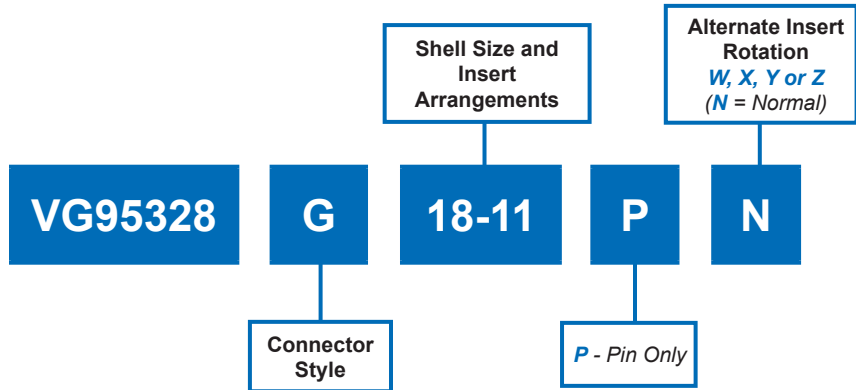 Shell Size and
Insert
Arrangements
Alternate Insert
Rotation
W, X, Y or Z
(N = Normal)
VG95328 G 18-11 P N
Connector
Style
P - Pin Only